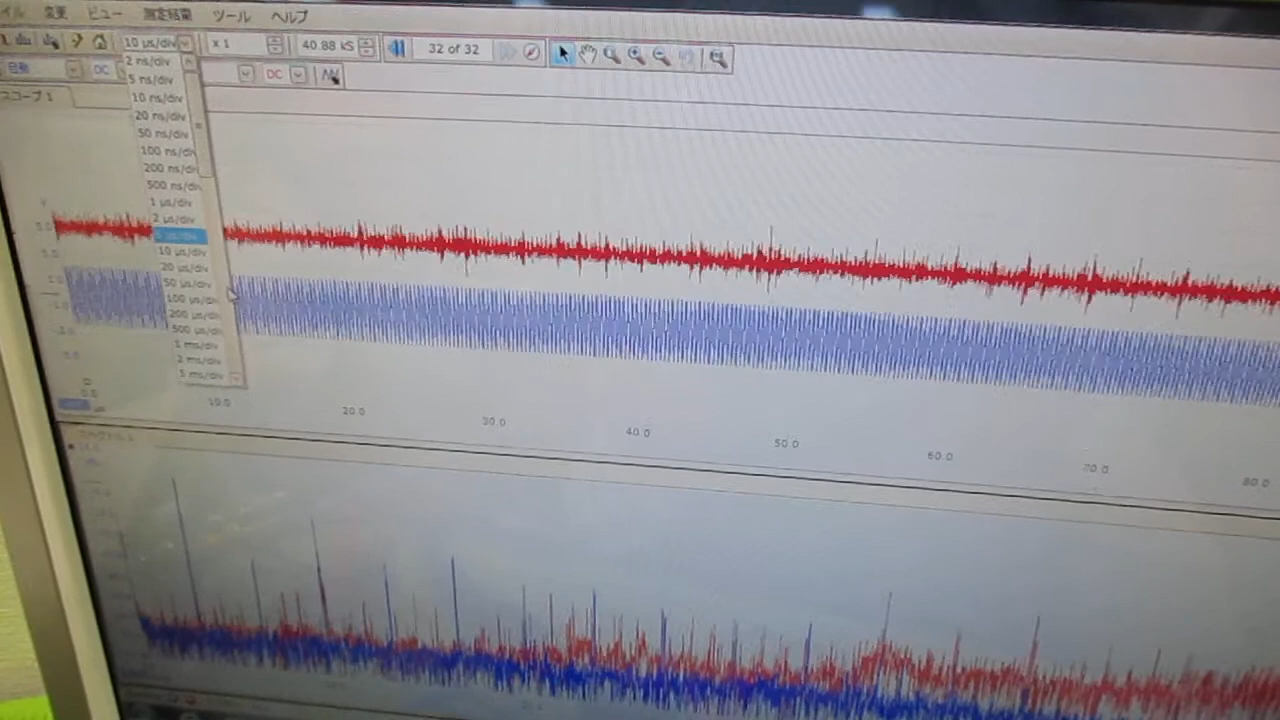 イル 変更 ビュー 測定結果 ツール ヘルプ
10 µs/div x 1 40.88 kS 32 of 32
自動 DC DC
スコープ 1
2 ns/div
5 ns/div
10 ns/div
20 ns/div
50 ns/div
100 ns/div
200 ns/div
500 ns/div
1 µs/div
2 µs/div
10 µs/div
20 µs/div
50 µs/div
100 µs/div
200 µs/div
500 µs/div
1 ms/div
2 ms/div
5 ms/div
10.0 20.0 30.0 40.0 50.0 60.0 70.0 80.0